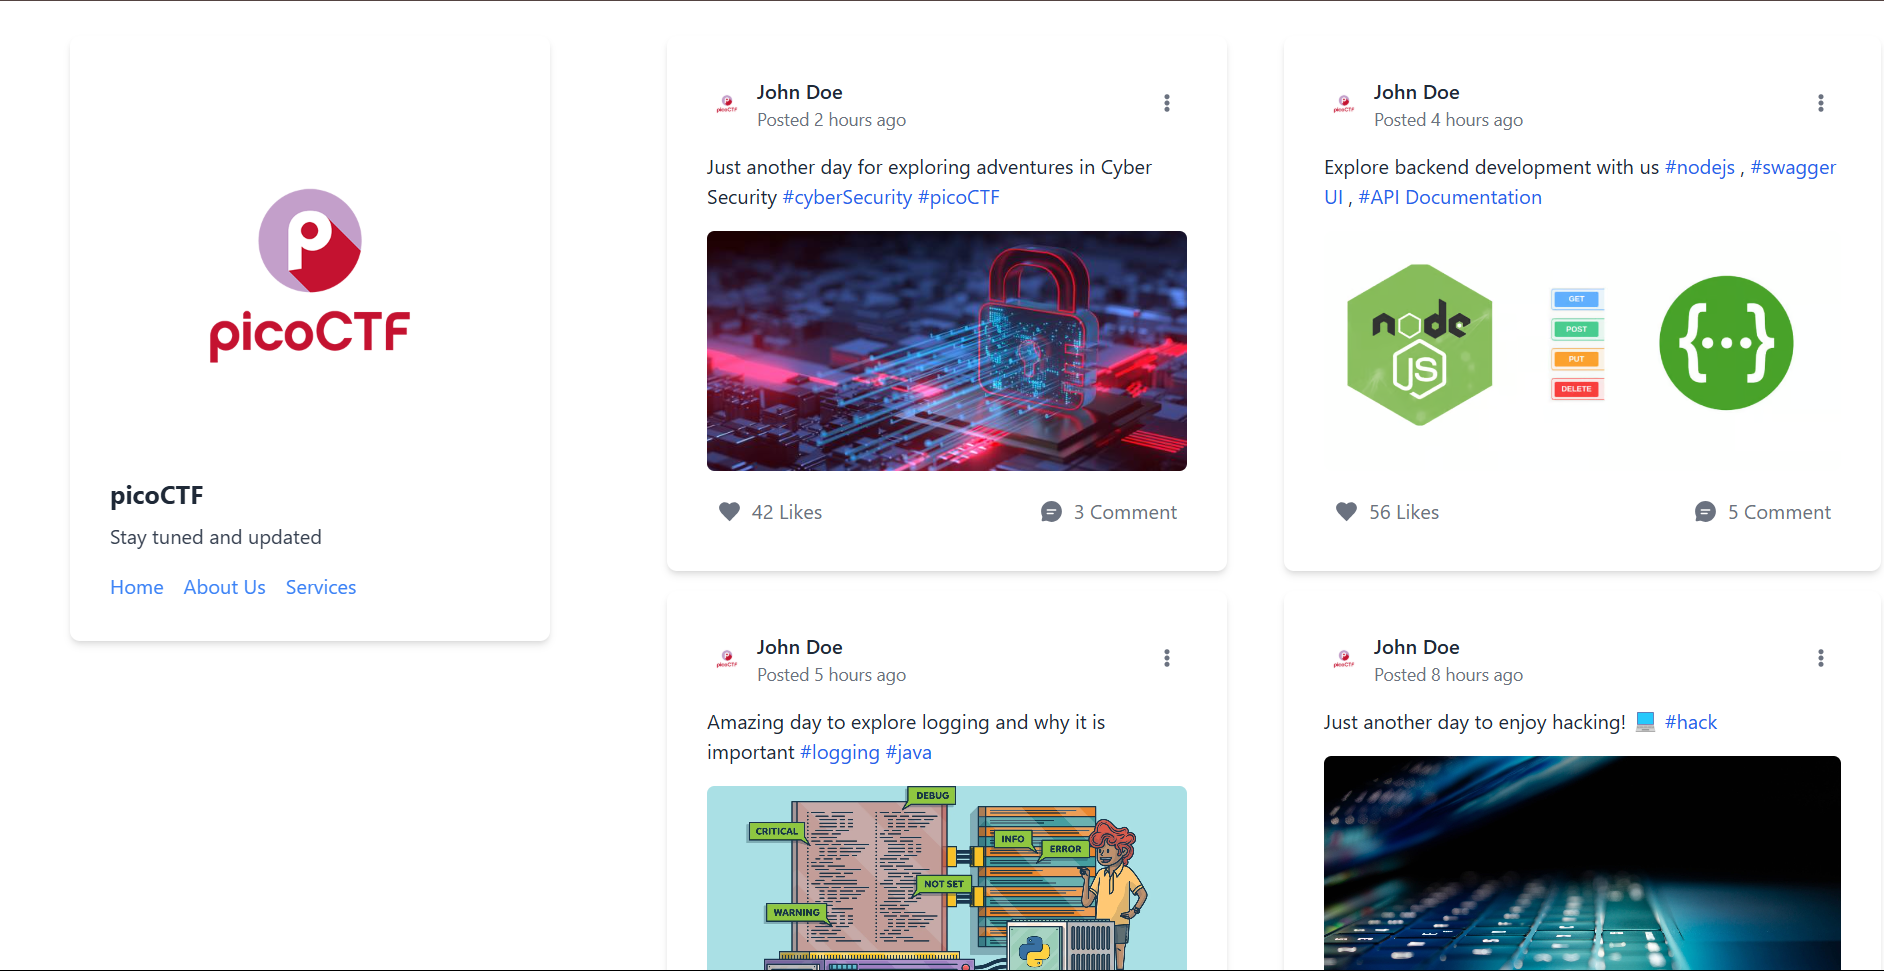 picoCTF
picoCTF
Stay tuned and updated
Home About Us Services
picoCTF
John Doe
Posted 2 hours ago
Just another day for exploring adventures in Cyber
Security #cyberSecurity #picoCTF
42 Likes
3 Comment
picoCTF
John Doe
Posted 4 hours ago
Explore backend development with us #nodejs , #swagger
UI , #API Documentation
node
JS
GET
POST
PUT
DELETE
{...}
56 Likes
5 Comment
picoCTF
John Doe
Posted 5 hours ago
Amazing day to explore logging and why it is
important #logging #java
DEBUG
CRITICAL
INFO
ERROR
NOT SET
WARNING
picoCTF
John Doe
Posted 8 hours ago
Just another day to enjoy hacking! 💻 #hack